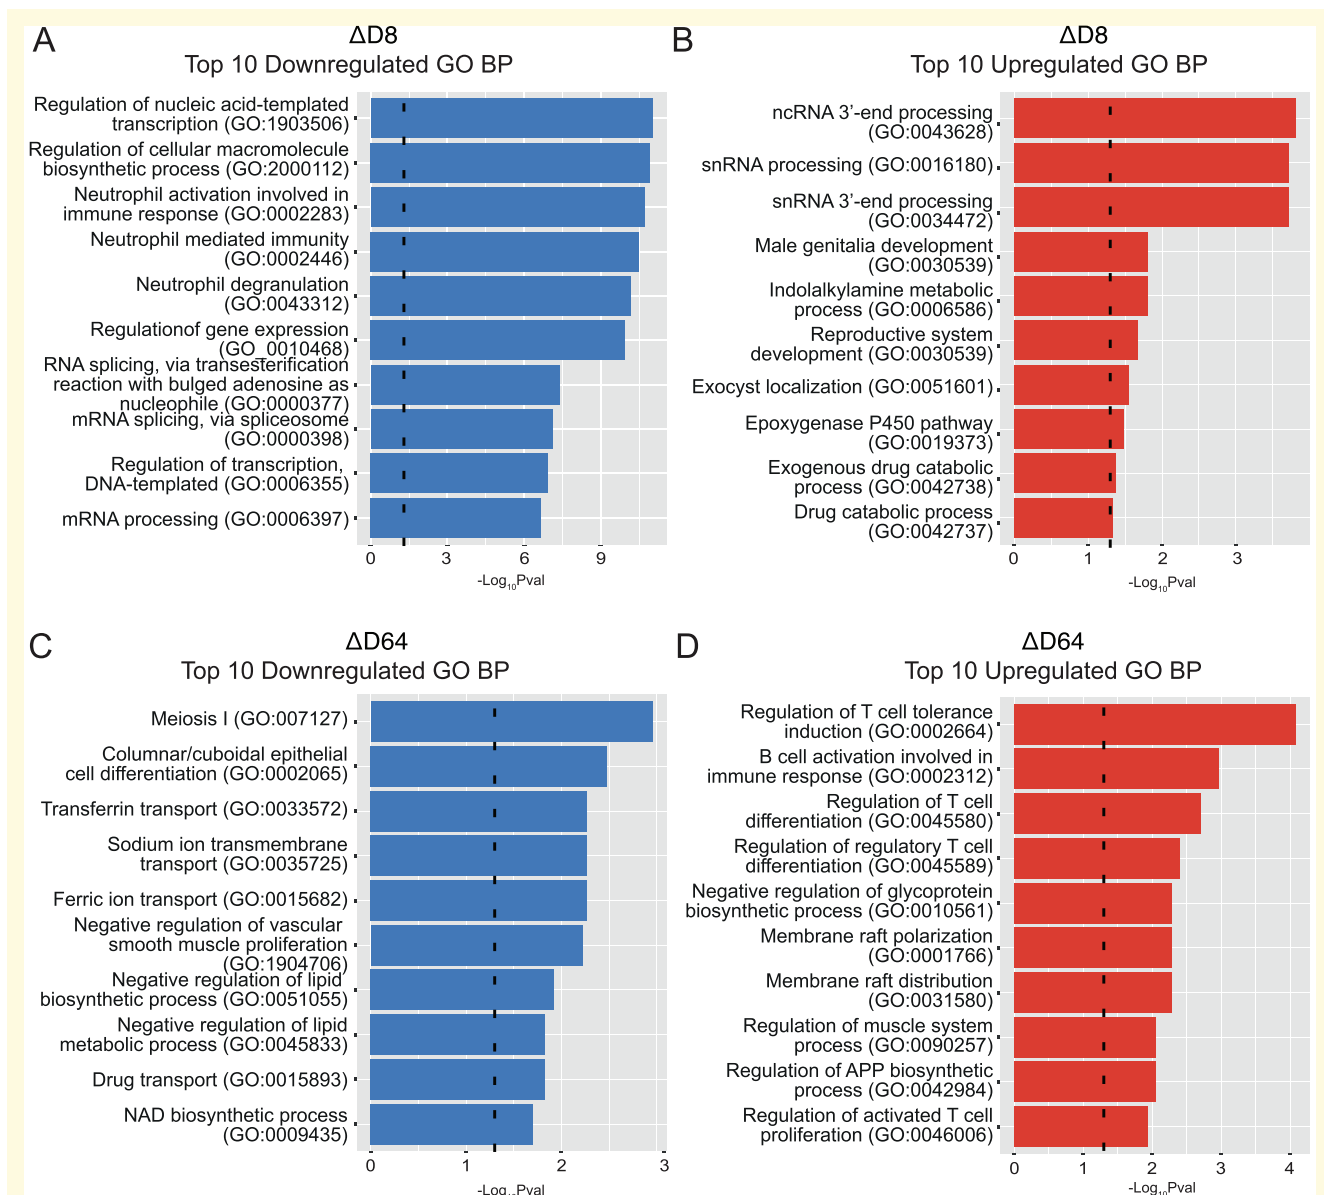 A
ΔD8
Top 10 Downregulated GO BP
Regulation of nucleic acid-templated
transcription (GO:1903506)
Regulation of cellular macromolecule
biosynthetic process (GO:2000112)
Neutrophil activation involved in
immune response (GO:0002283)
Neutrophil mediated immunity
(GO:0002446)
Neutrophil degranulation
(GO:0043312)
Regulationof gene expression
(GO_0010468)
RNA splicing, via transesterification
reaction with bulged adenosine as
nucleophile (GO:0000377)
mRNA splicing, via spliceosome
(GO:0000398)
Regulation of transcription,
DNA-templated (GO:0006355)
mRNA processing (GO:0006397)
0 3 6 9
-Log10Pval
B
ΔD8
Top 10 Upregulated GO BP
ncRNA 3’-end processing
(GO:0043628)
snRNA processing (GO:0016180)
snRNA 3’-end processing
(GO:0034472)
Male genitalia development
(GO:0030539)
Indolalkylamine metabolic
process (GO:0006586)
Reproductive system
development (GO:0030539)
Exocyst localization (GO:0051601)
Epoxygenase P450 pathway
(GO:0019373)
Exogenous drug catabolic
process (GO:0042738)
Drug catabolic process
(GO:0042737)
0 1 2 3
-Log10Pval
C
ΔD64
Top 10 Downregulated GO BP
Meiosis I (GO:007127)
Columnar/cuboidal epithelial
cell differentiation (GO:0002065)
Transferrin transport (GO:0033572)
Sodium ion transmembrane
transport (GO:0035725)
Ferric ion transport (GO:0015682)
Negative regulation of vascular
smooth muscle proliferation
(GO:1904706)
Negative regulation of lipid
biosynthetic process (GO:0051055)
Negative regulation of lipid
metabolic process (GO:0045833)
Drug transport (GO:0015893)
NAD biosynthetic process
(GO:0009435)
0 1 2 3
-Log10Pval
D
ΔD64
Top 10 Upregulated GO BP
Regulation of T cell tolerance
induction (GO:0002664)
B cell activation involved in
immune response (GO:0002312)
Regulation of T cell
differentiation (GO:0045580)
Regulation of regulatory T cell
differentiation (GO:0045589)
Negative regulation of glycoprotein
biosynthetic process (GO:0010561)
Membrane raft polarization
(GO:0001766)
Membrane raft distribution
(GO:0031580)
Regulation of muscle system
process (GO:0090257)
Regulation of APP biosynthetic
process (GO:0042984)
Regulation of activated T cell
proliferation (GO:0046006)
0 1 2 3 4
-Log10Pval